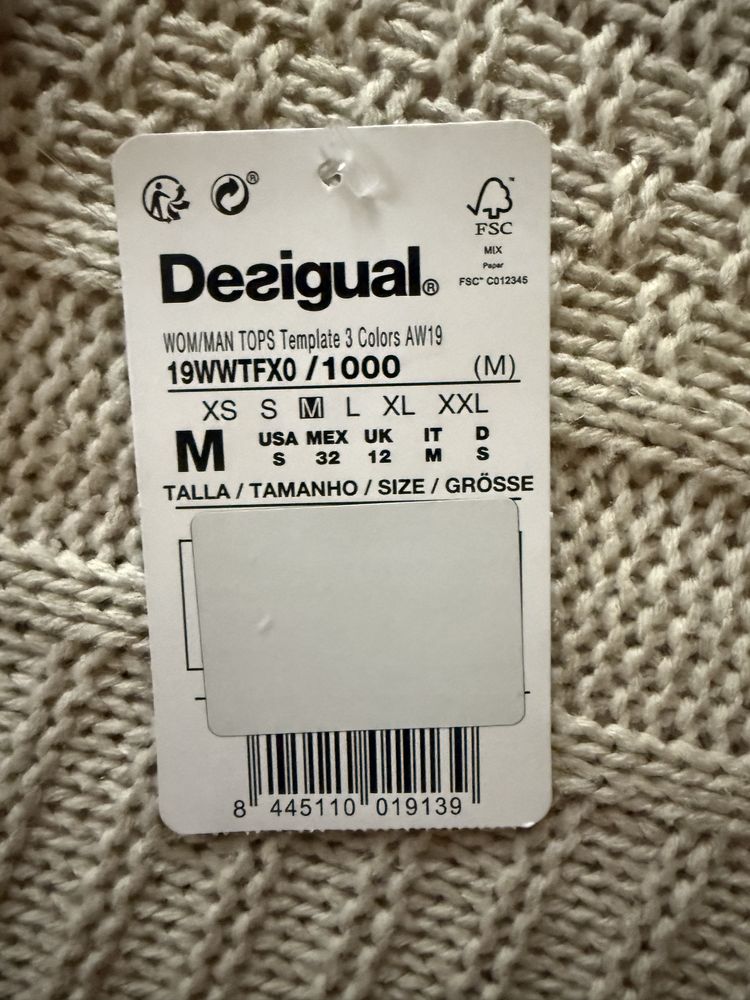 ®
™
FSC
MIX
Paper
FSC™ C012345
Desigual®
WOM/MAN TOPS Template 3 Colors AW19
19WWTFX0 /1000 (M)
XS S M L XL XXL
M USA MEX UK IT D
S 32 12 M S
TALLA / TAMANHO / SIZE / GRÖSSE
8 445110 019139